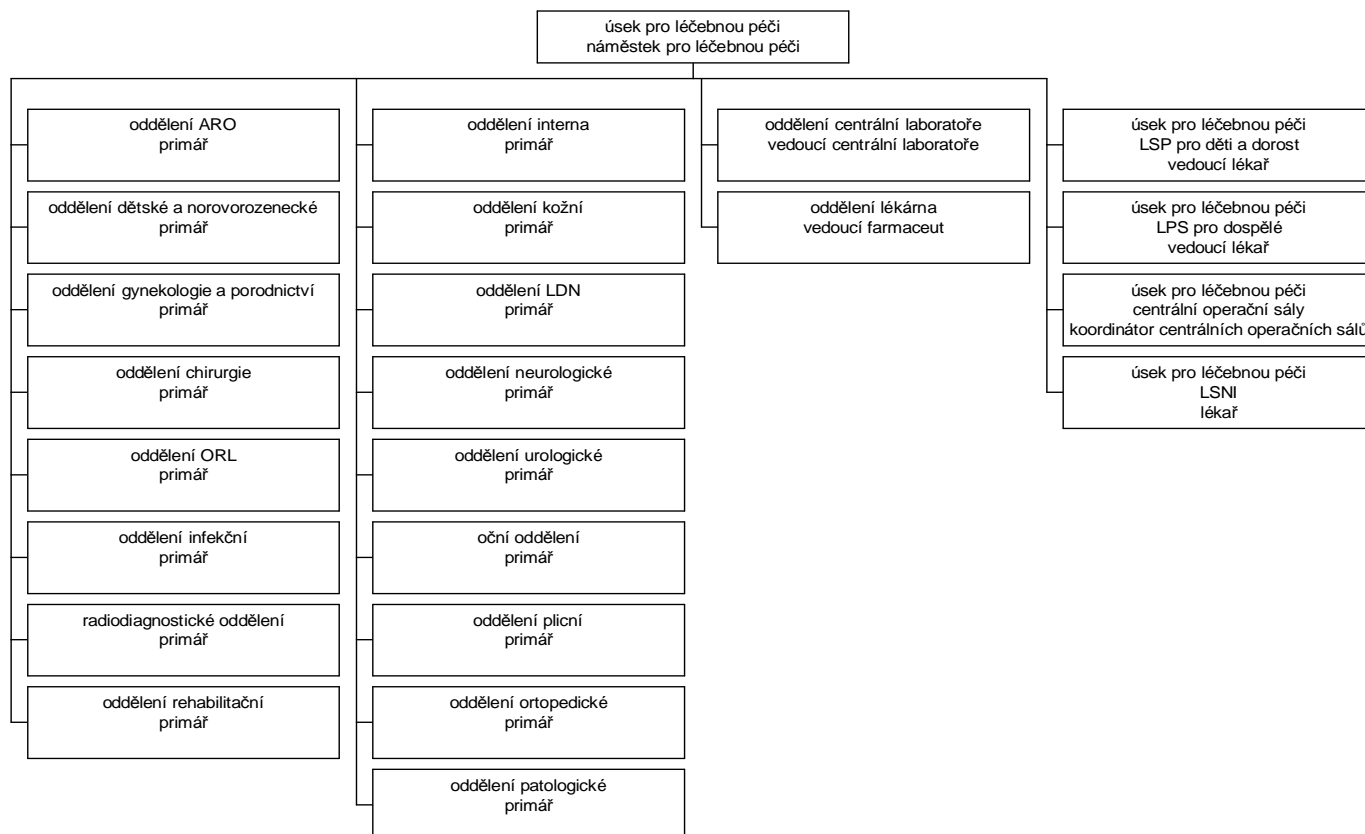 úsek pro léčebnou péči
náměstek pro léčebnou péči
oddělení ARO
primář
oddělení dětské a norovorozenecké
primář
oddělení gynekologie a porodnictví
primář
oddělení chirurgie
primář
oddělení ORL
primář
oddělení infekční
primář
radiodiagnostické oddělení
primář
oddělení rehabilitační
primář
oddělení interna
primář
oddělení kožní
primář
oddělení LDN
primář
oddělení neurologické
primář
oddělení urologické
primář
oční oddělení
primář
oddělení plicní
primář
oddělení ortopedické
primář
oddělení patologické
primář
oddělení centrální laboratoře
vedoucí centrální laboratoře
oddělení lékárna
vedoucí farmaceut
úsek pro léčebnou péči
LSP pro děti a dorost
vedoucí lékař
úsek pro léčebnou péči
LPS pro dospělé
vedoucí lékař
úsek pro léčebnou péči
centrální operační sály
koordinátor centrálních operačních sálů
úsek pro léčebnou péči
LSNI
lékař